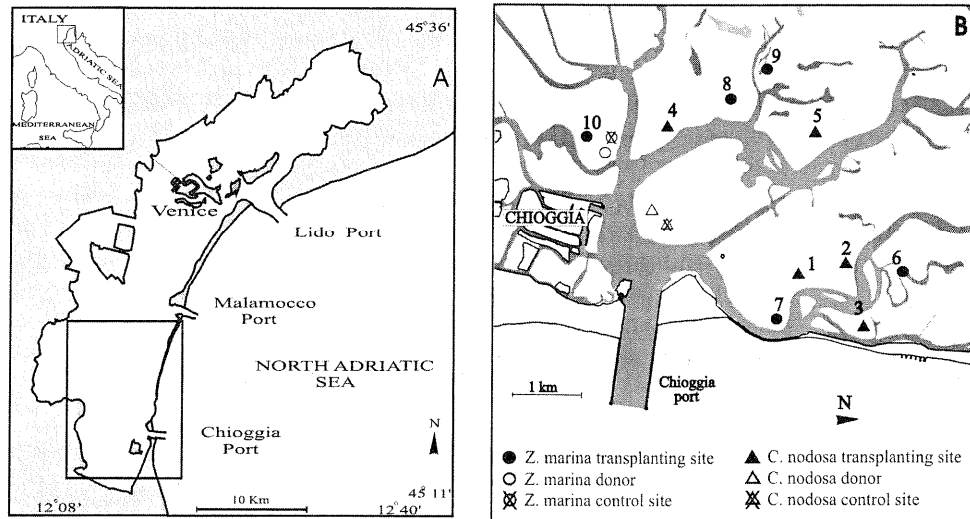 ITALY
ADRIATIC SEA
MEDITERRANEAN
SEA
45°36'
A
Venice
Lido Port
Malamocco
Port
NORTH ADRIATIC
SEA
Chioggia
Port
N
10 Km
12°08'
12°40'
45°11'
B
9
8
4
5
10
CHIOGGIA
2
1
6
7
3
1 km
Chioggia
port
N
Z. marina transplanting site
Z. marina donor
Z. marina control site
C. nodosa transplanting site
C. nodosa donor
C. nodosa control site